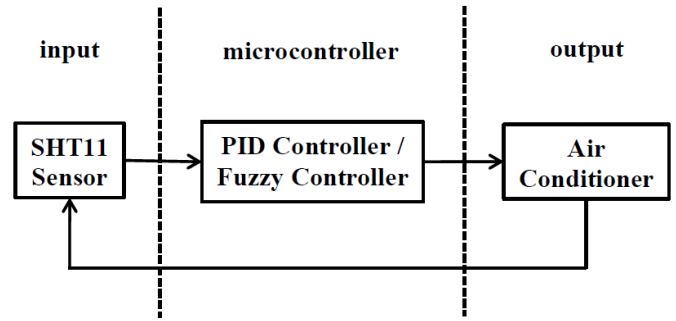 input
microcontroller
output
SHT11
Sensor
PID Controller /
Fuzzy Controller
Air
Conditioner